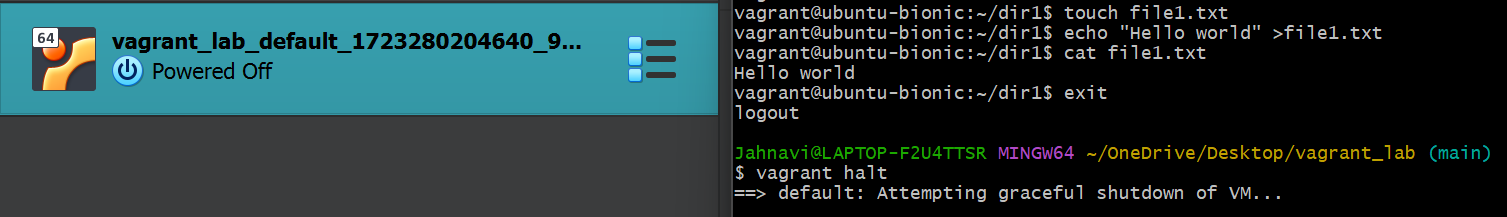 64
vagrant_lab_default_1723280204640_9...
Powered Off
vagrant@ubuntu-bionic:~/dir1$ touch file1.txt
vagrant@ubuntu-bionic:~/dir1$ echo "Hello world" >file1.txt
vagrant@ubuntu-bionic:~/dir1$ cat file1.txt
Hello world
vagrant@ubuntu-bionic:~/dir1$ exit
logout
Jahnavi@LAPTOP-F2U4TTSR MINGW64 ~/OneDrive/Desktop/vagrant_lab (main)
$ vagrant halt
==> default: Attempting graceful shutdown of VM...